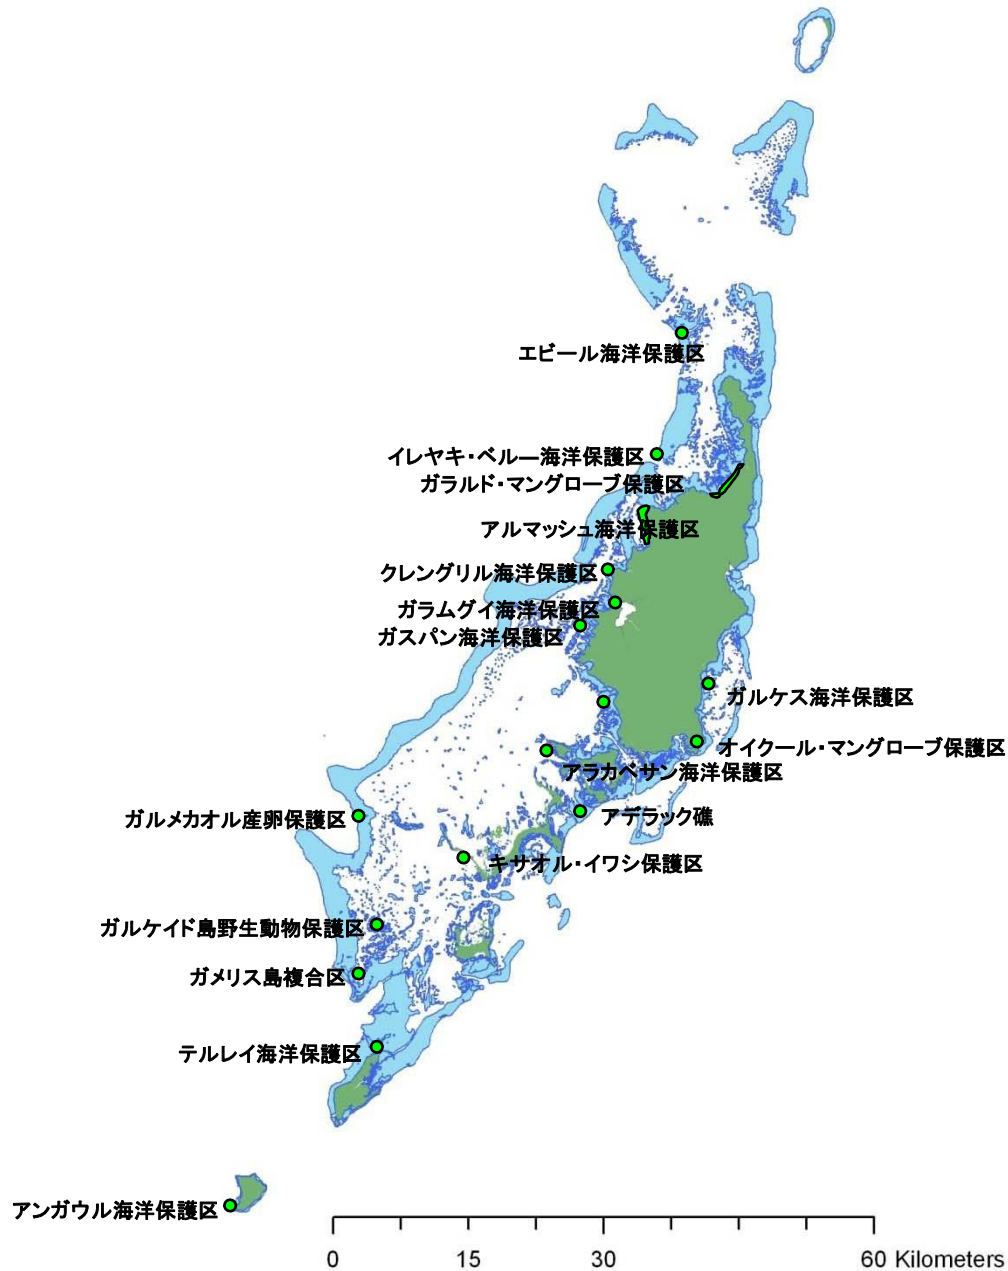 エビール海洋保護区
イレヤキ・ベルー海洋保護区
ガラルド・マングローブ保護区
アルマッシュ海洋保護区
クレングリル海洋保護区
ガラムグイ海洋保護区
ガスパン海洋保護区
ガルケス海洋保護区
オイクール・マングローブ保護区
アラカベサン海洋保護区
アデラック礁
ガルメカオル産卵保護区
キサオル・イワシ保護区
ガルケイド島野生動物保護区
ガメリス島複合区
テルレイ海洋保護区
アンガウル海洋保護区
0 15 30 60 Kilometers